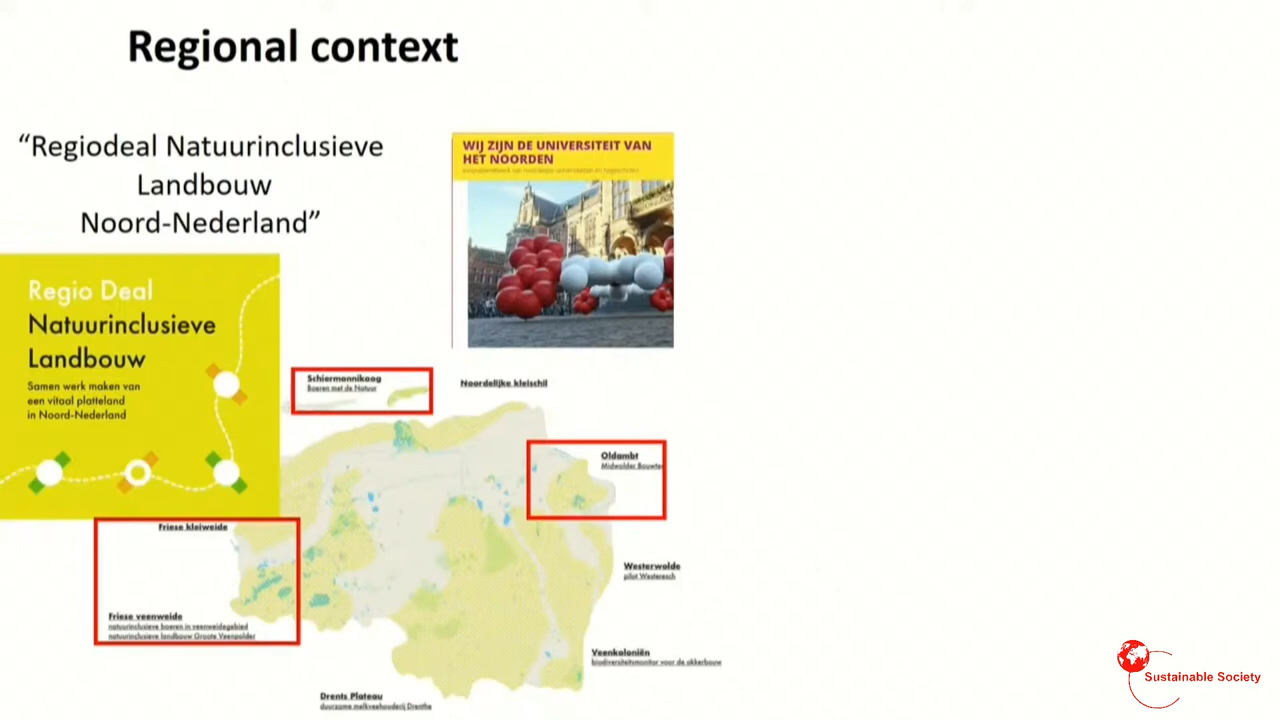 Regional context
“Regiodeal Natuurinclusieve
Landbouw
Noord-Nederland”
WIJ ZIJN DE UNIVERSITEIT VAN
HET NOORDEN
Regio Deal
Natuurinclusieve
Landbouw
Samen werk maken van
een vitaal platteland
in Noord-Nederland
Schiermonnikoog
Boeren met de Natuur
Noordelijke kleischil
Oldambt
Midwolder Bouwte
Friese kleiweide
Westerwolde
pilot Westeresch
Friese veenweide
natuurinclusieve boeren in veenweidegebied
natuurinclusieve landbouw Groote Veenpolder
Veenkoloniën
biodiversiteitsmonitor voor de akkerbouw
Drents Plateau
duurzame melkveehouderij Drenthe
Sustainable Society